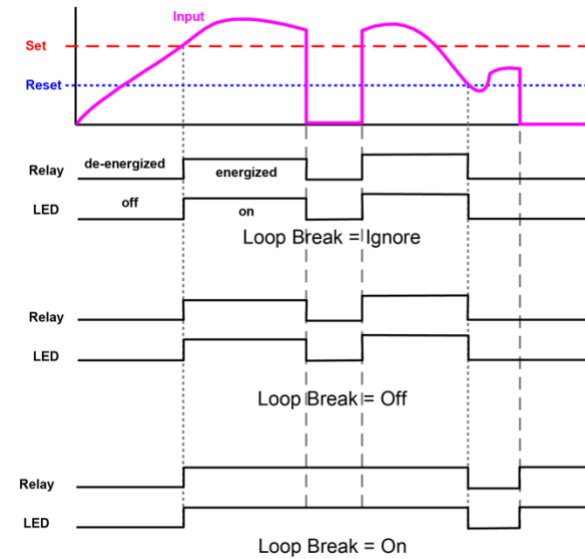 Input
Set
Reset
de-energized
Relay
energized
LED
off
on
Loop Break = Ignore
Relay
LED
Loop Break = Off
Relay
LED
Loop Break = On